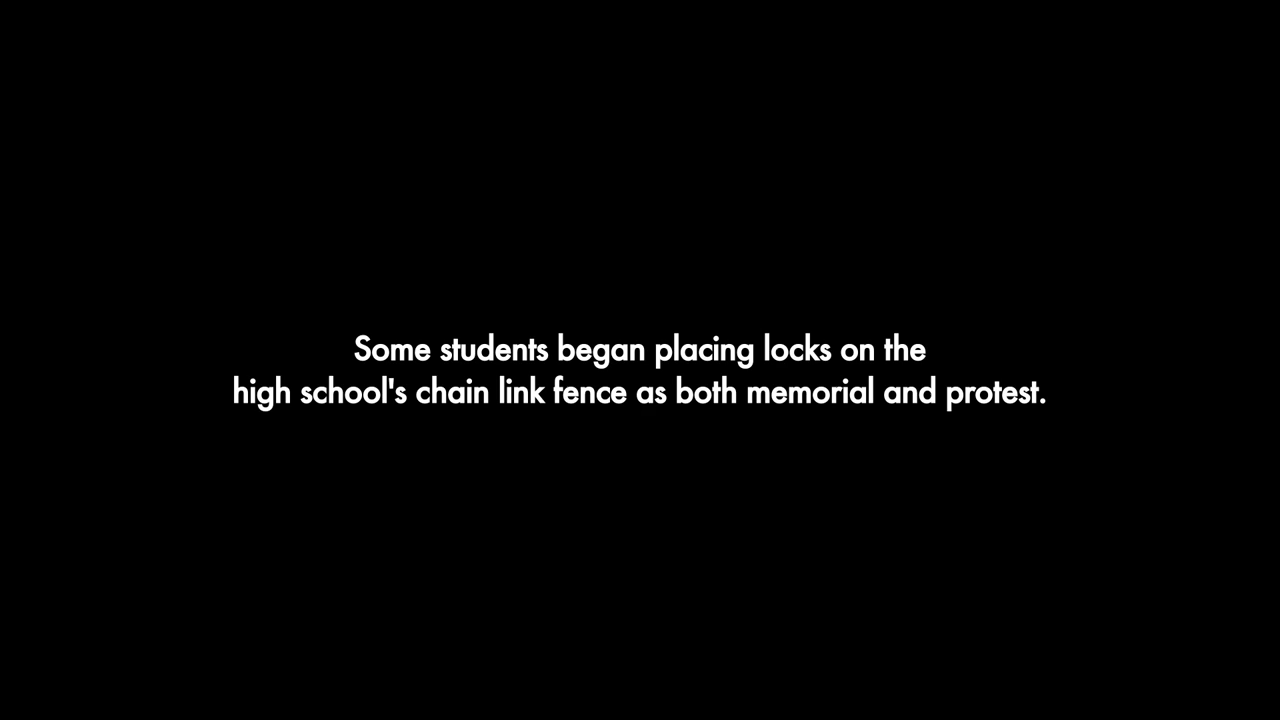 Some students began placing locks on the
high school's chain link fence as both memorial and protest.